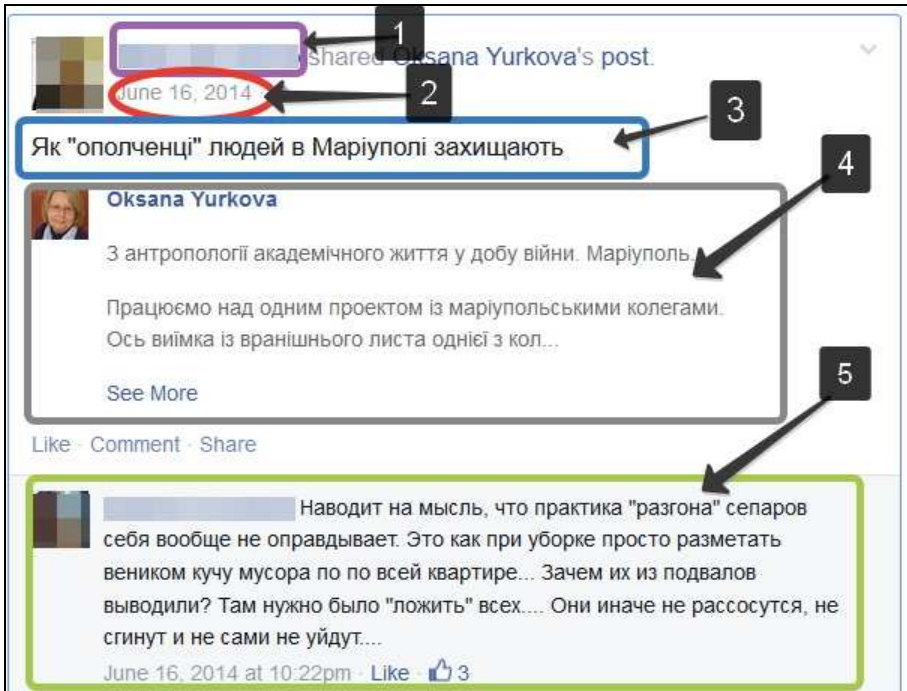 1
shared Oksana Yurkova's post.
June 16, 2014
2
3
Як "ополченці" людей в Маріуполі захищають
4
Oksana Yurkova
З антропології академічного життя у добу війни. Маріуполь.
Працюємо над одним проектом із маріупольськими колегами.
Ось виїмка із вранішнього листа однієї з кол...
See More
5
Like · Comment · Share
Наводит на мысль, что практика "разгона" сепаров
себя вообще не оправдывает. Это как при уборке просто разметать
веником кучу мусора по по всей квартире... Зачем их из подвалов
выводили? Там нужно было "ложить" всех.... Они иначе не рассосутся, не
сгинут и не сами не уйдут....
June 16, 2014 at 10:22pm · Like · 3